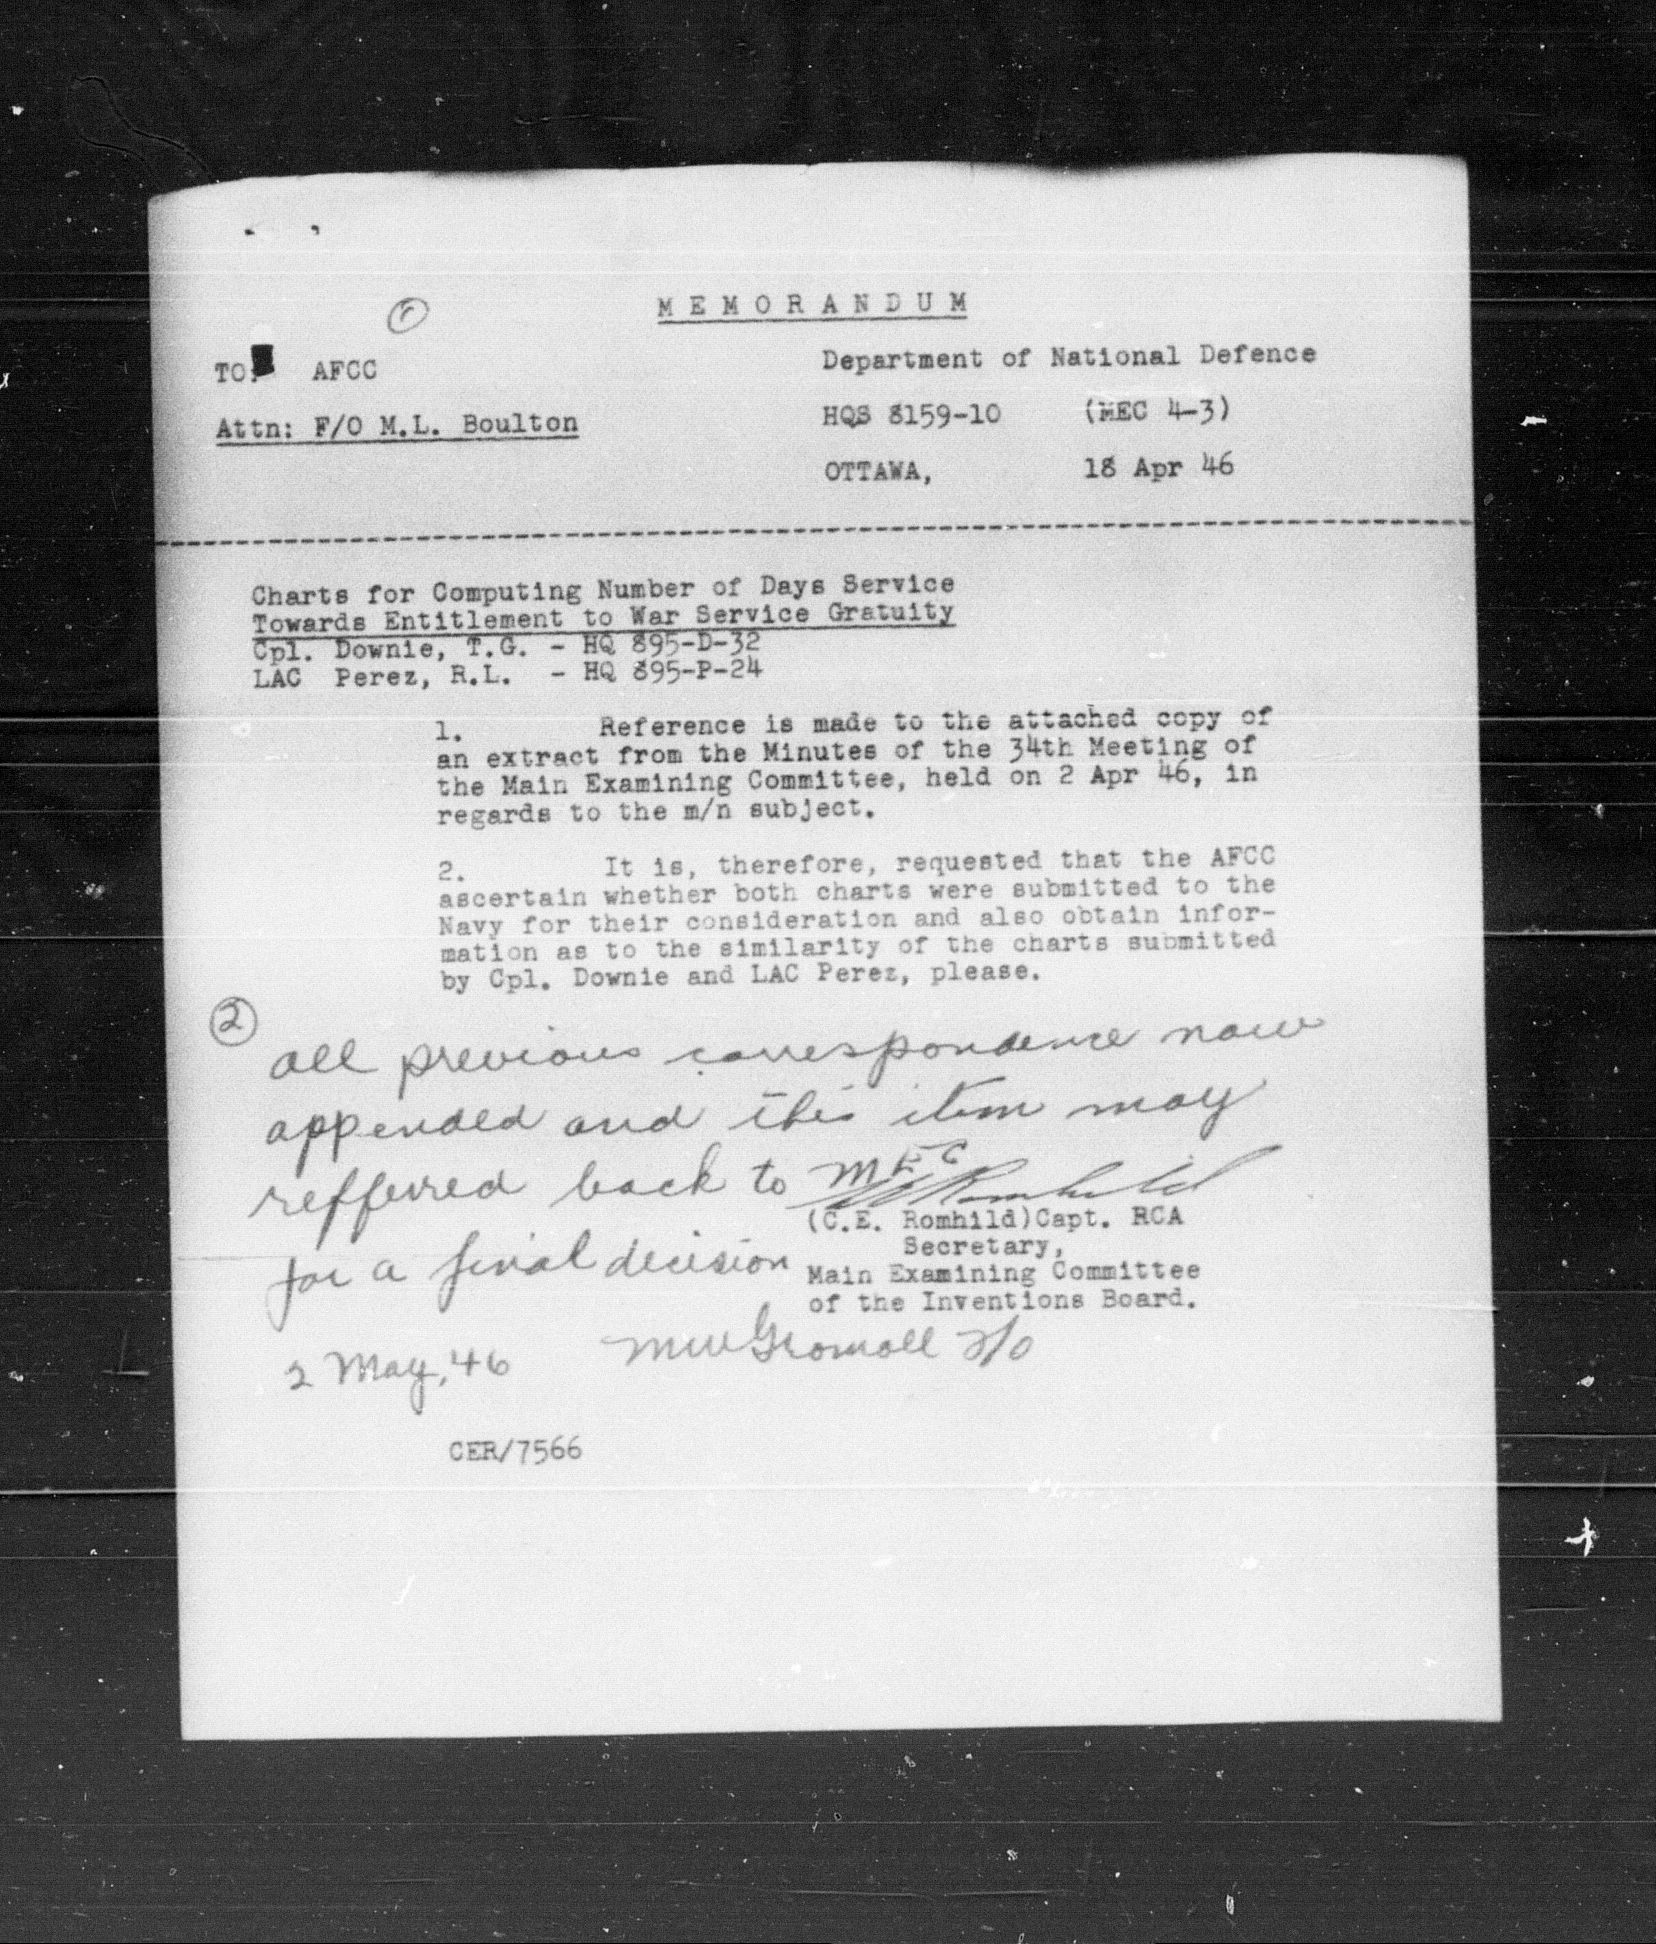 MEMORANDUM
TO: AFCC
Department of National Defence
Attn: F/O M.L. Boulton
HQS 8159-10 (MEC 4-3)
OTTAWA, 18 Apr 46
Charts for Computing Number of Days Service
Towards Entitlement to War Service Gratuity
Cpl. Downie, T.G. - HQ 895-D-32
LAC Perez, R.L. - HQ 895-P-24
1. Reference is made to the attached copy of
an extract from the Minutes of the 34th Meeting of
the Main Examining Committee, held on 2 Apr 46, in
regards to the m/n subject.
2. It is, therefore, requested that the AFCC
ascertain whether both charts were submitted to the
Navy for their consideration and also obtain infor-
mation as to the similarity of the charts submitted
by Cpl. Downie and LAC Perez, please.
2
all previous correspondence now
appended and this item may
reffered back to MEC
for a final decision
CE Romhild
(C.E. Romhild)Capt. RCA
Secretary,
Main Examining Committee
of the Inventions Board.
2 May, 46
CER/7566